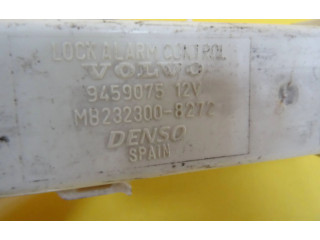 LOCK ALARM CONTROL
VOLVO
9459075 12V
MB232300-8272
DENSO
SPAIN